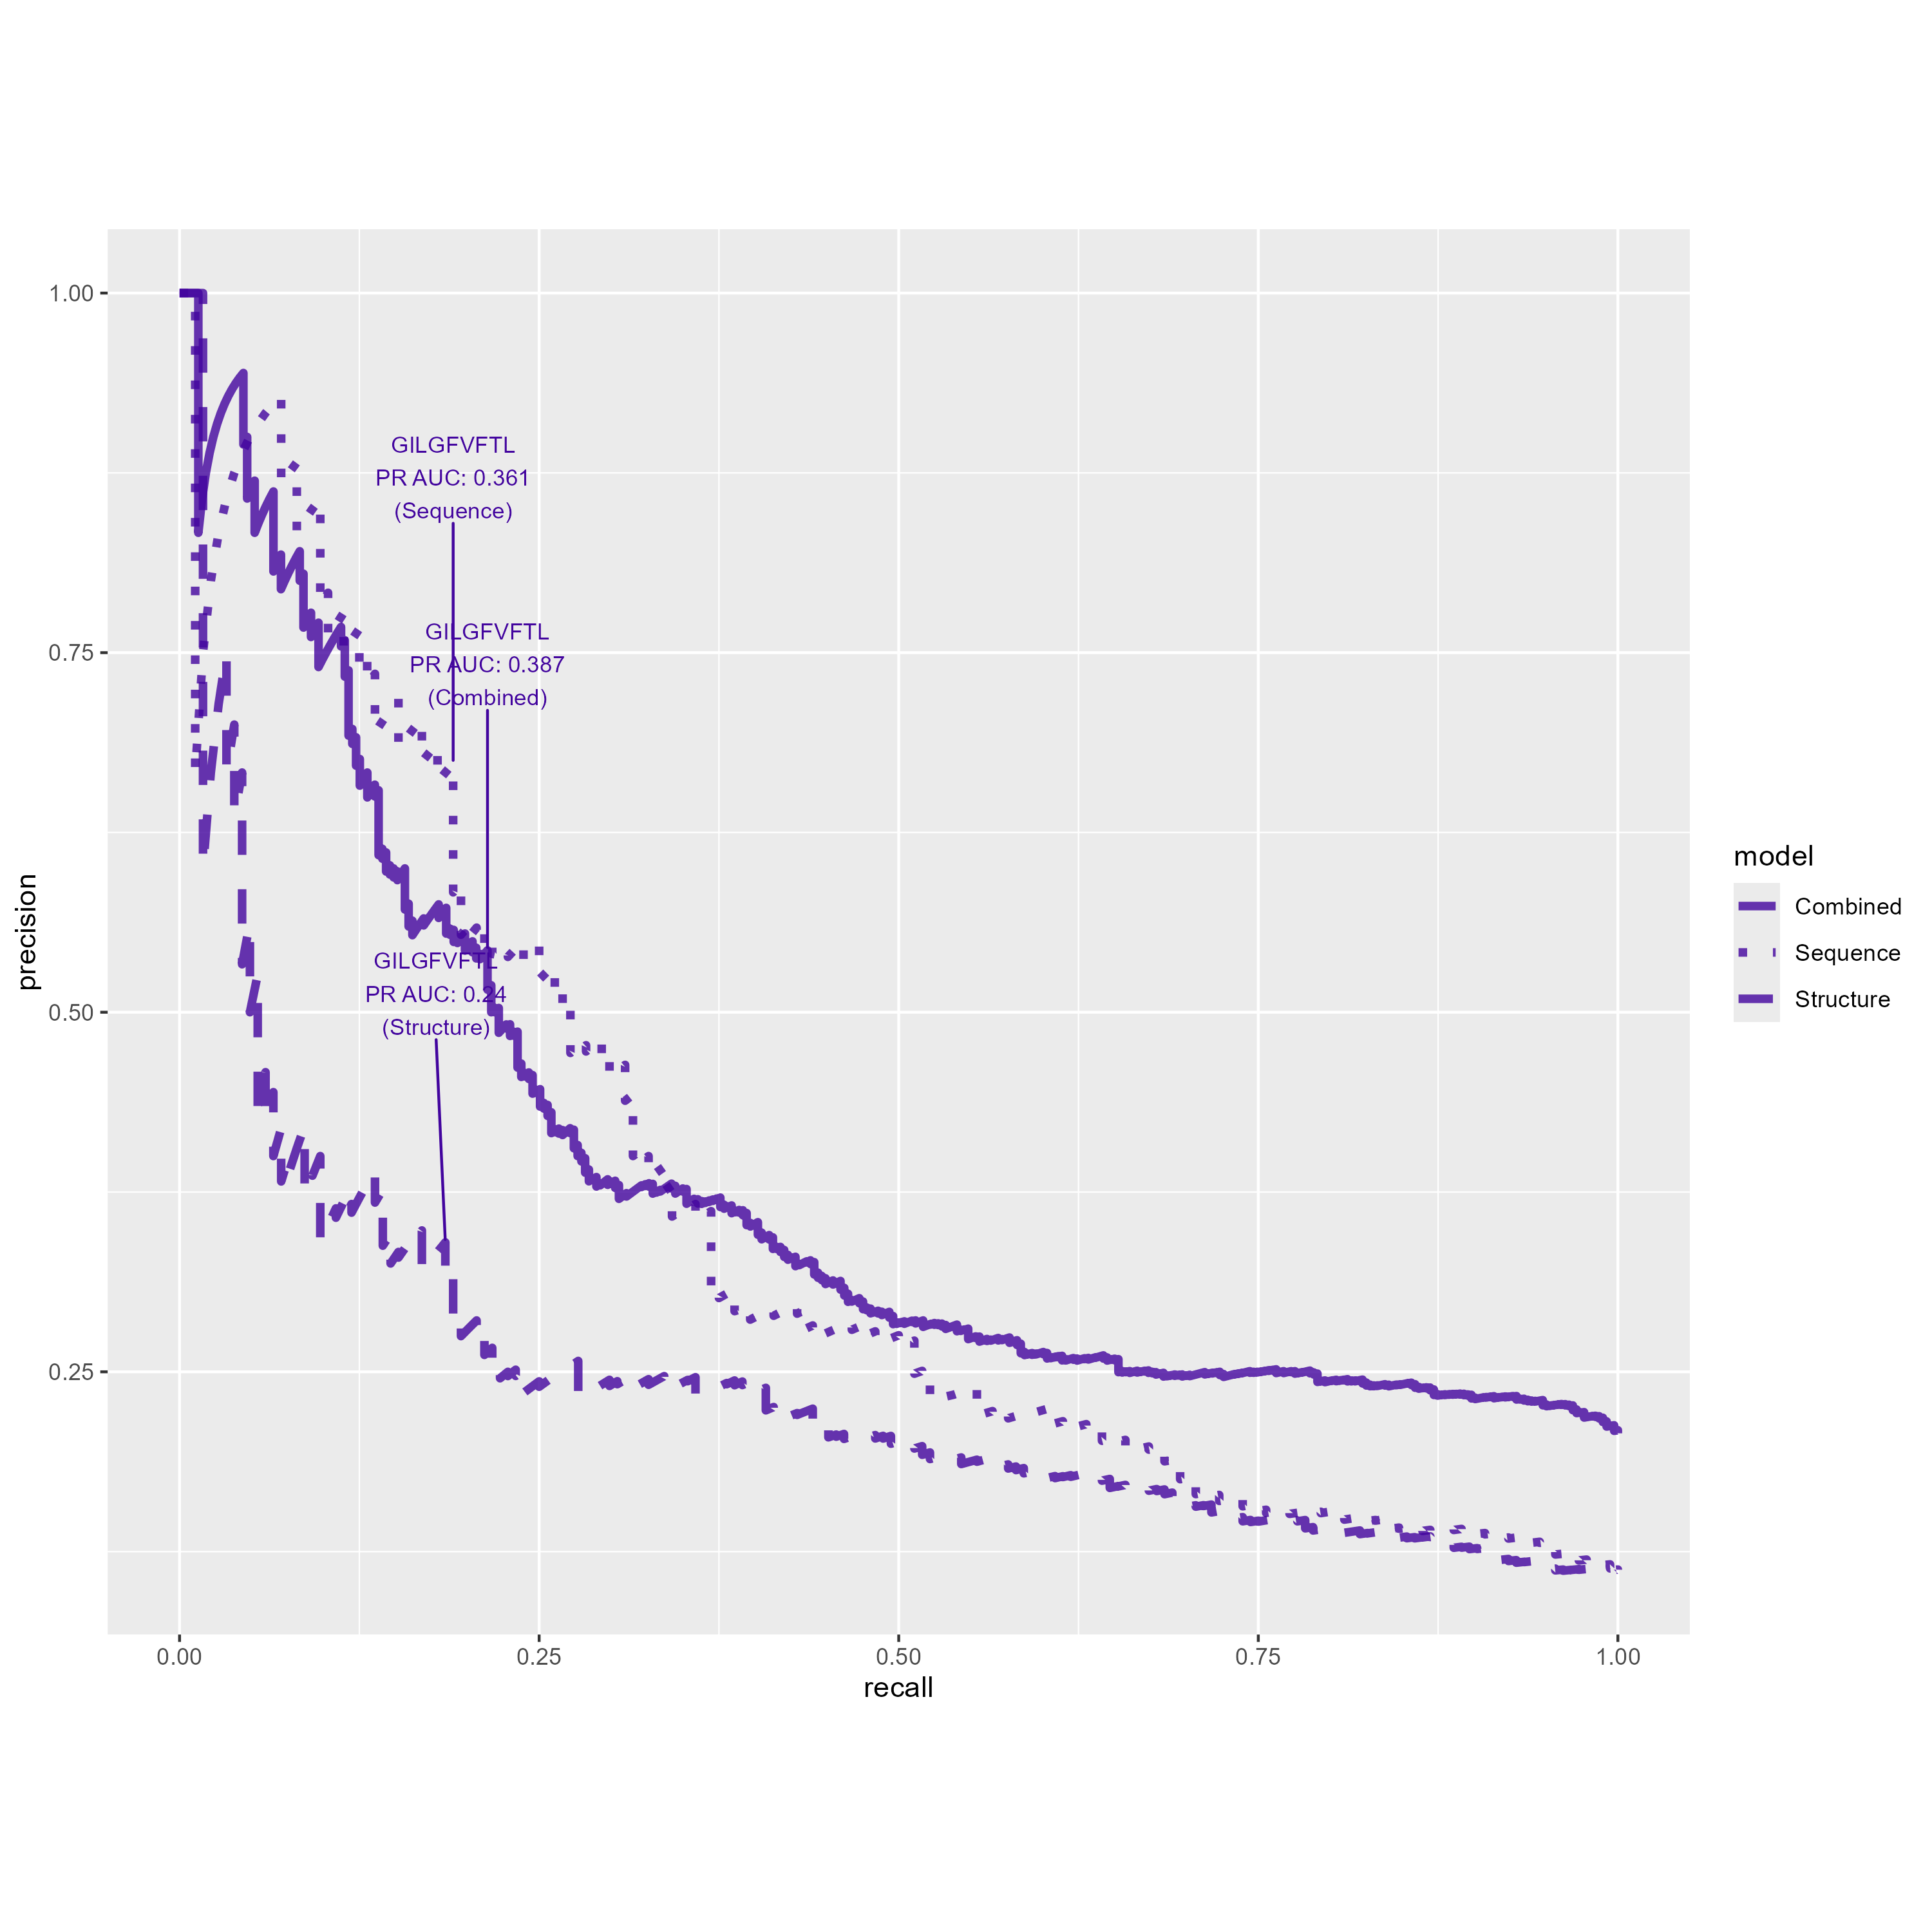 1.00
0.75
0.50
0.25
precision
GILGFVFTL
PR AUC: 0.361
(Sequence)
GILGFVFTL
PR AUC: 0.387
(Combined)
GILGFVFTL
PR AUC: 0.24
(Structure)
0.00
0.25
0.50
0.75
1.00
recall
model
Combined
Sequence
Structure